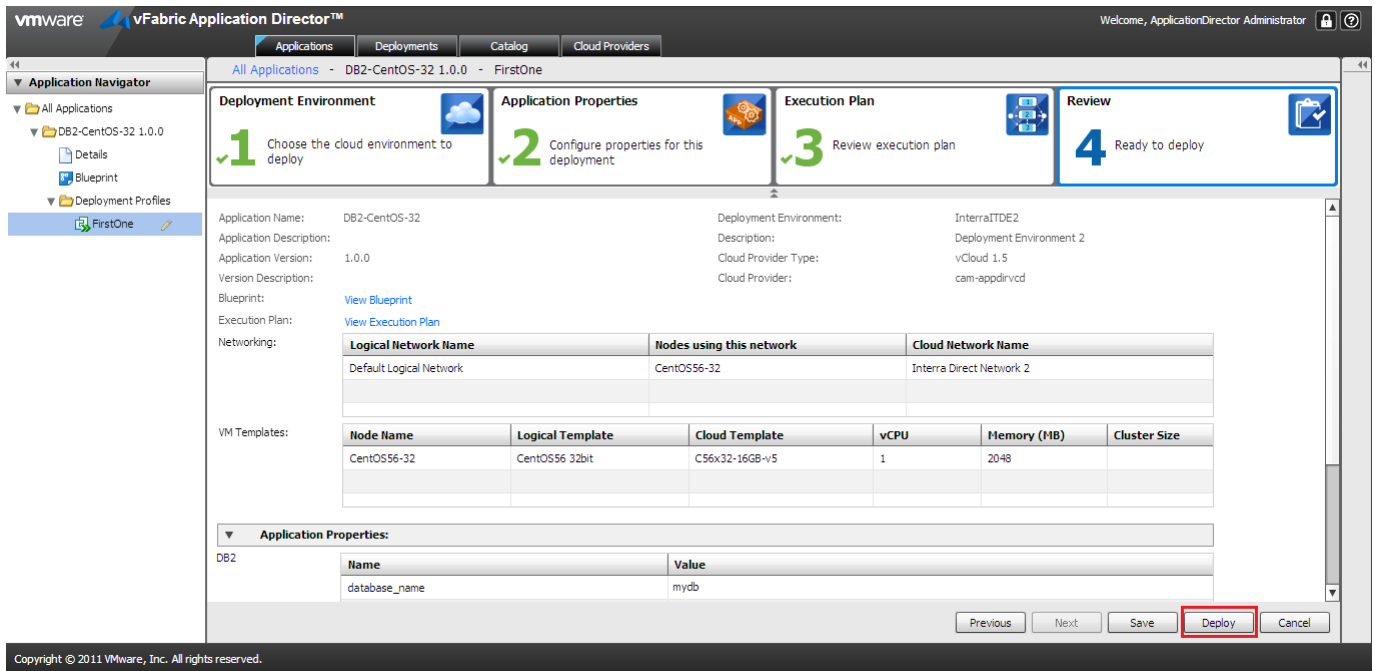 vmware vFabric Application Director™ Welcome, ApplicationDirector Administrator
Applications Deployments Catalog Cloud Providers
Application Navigator
All Applications - DB2-CentOS-32 1.0.0 - FirstOne
All Applications
DB2-CentOS-32 1.0.0
Details
Blueprint
Deployment Profiles
FirstOne
Deployment Environment
1 Choose the cloud environment to
deploy
Application Properties
2 Configure properties for this
deployment
Execution Plan
3 Review execution plan
Review
4 Ready to deploy
Application Name: DB2-CentOS-32 Deployment Environment: InterraITDE2
Application Description: Description: Deployment Environment 2
Application Version: 1.0.0 Cloud Provider Type: vCloud 1.5
Version Description: Cloud Provider: cam-appdirvcd
Blueprint: View Blueprint
Execution Plan: View Execution Plan
Networking: Logical Network Name Nodes using this network Cloud Network Name
Default Logical Network CentOS56-32 Interra Direct Network 2
VM Templates: Node Name Logical Template Cloud Template vCPU Memory (MB) Cluster Size
CentOS56-32 CentOS56 32bit C56x32-16GB-v5 1 2048
Application Properties:
DB2 Name Value
database_name mydb
Previous Next Save Deploy Cancel
Copyright © 2011 VMware, Inc. All rights reserved.